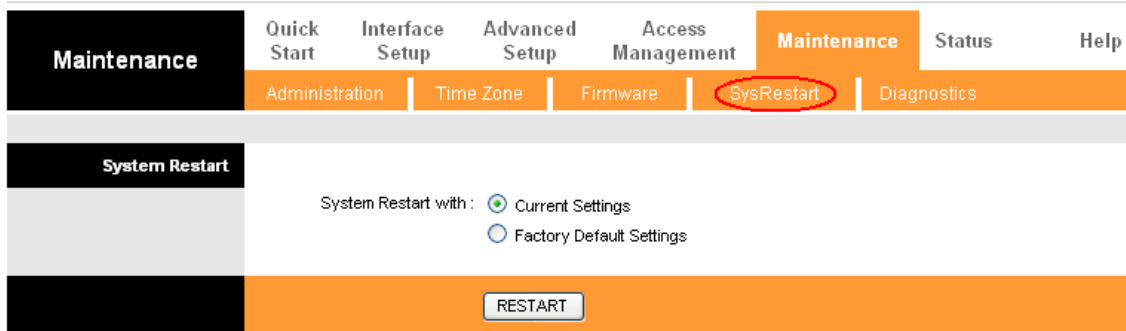 Maintenance
Quick Start
Interface Setup
Advanced Setup
Access Management
Maintenance
Status
Help
Administration
Time Zone
Firmware
SysRestart
Diagnostics
System Restart
System Restart with :
Current Settings
Factory Default Settings
RESTART